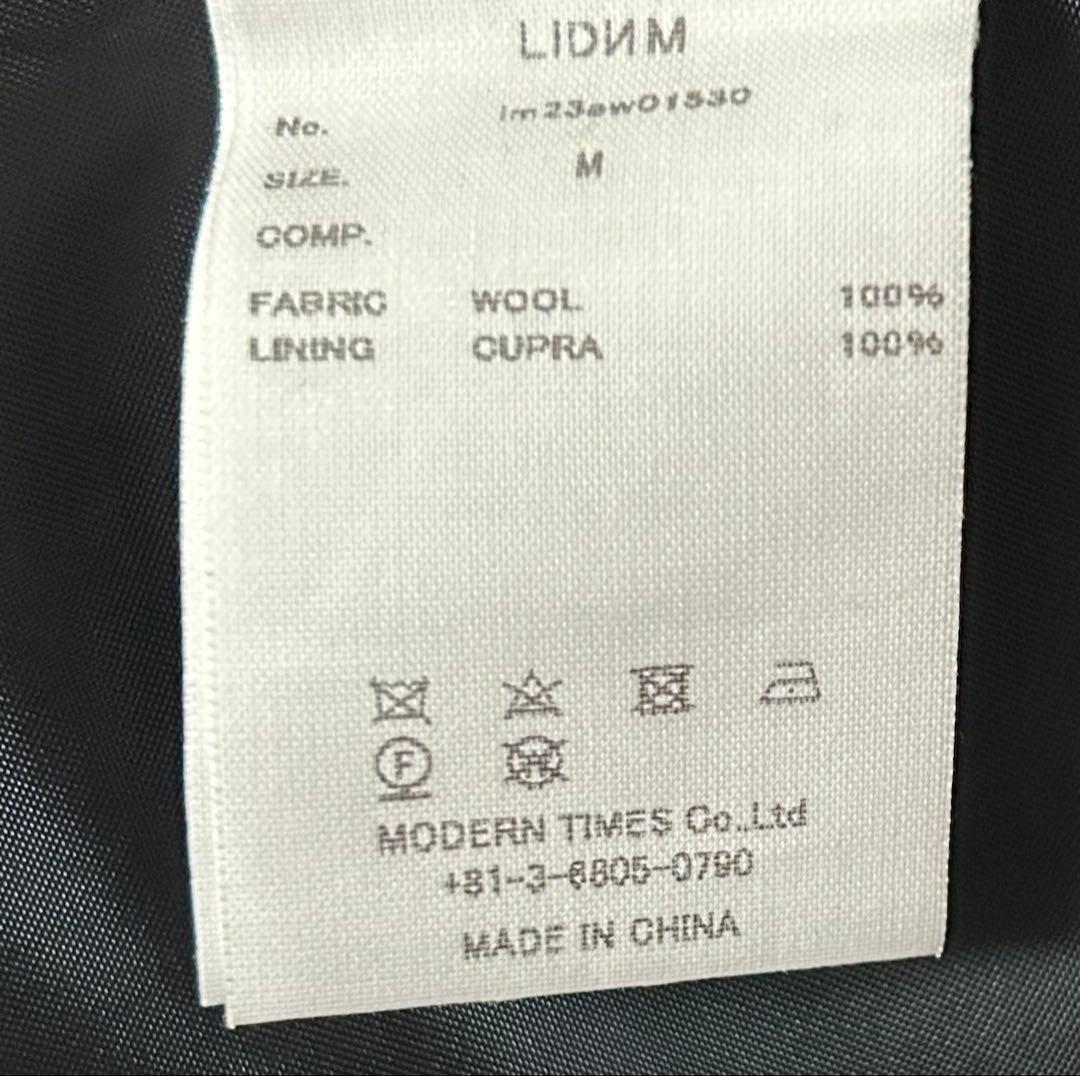 LIDИM
No. lm23aw01530
SIZE. M
COMP.
FABRIC WOOL 100%
LINING CUPRA 100%
F
W
MODERN TIMES Co.,Ltd
+81-3-6805-0790
MADE IN CHINA